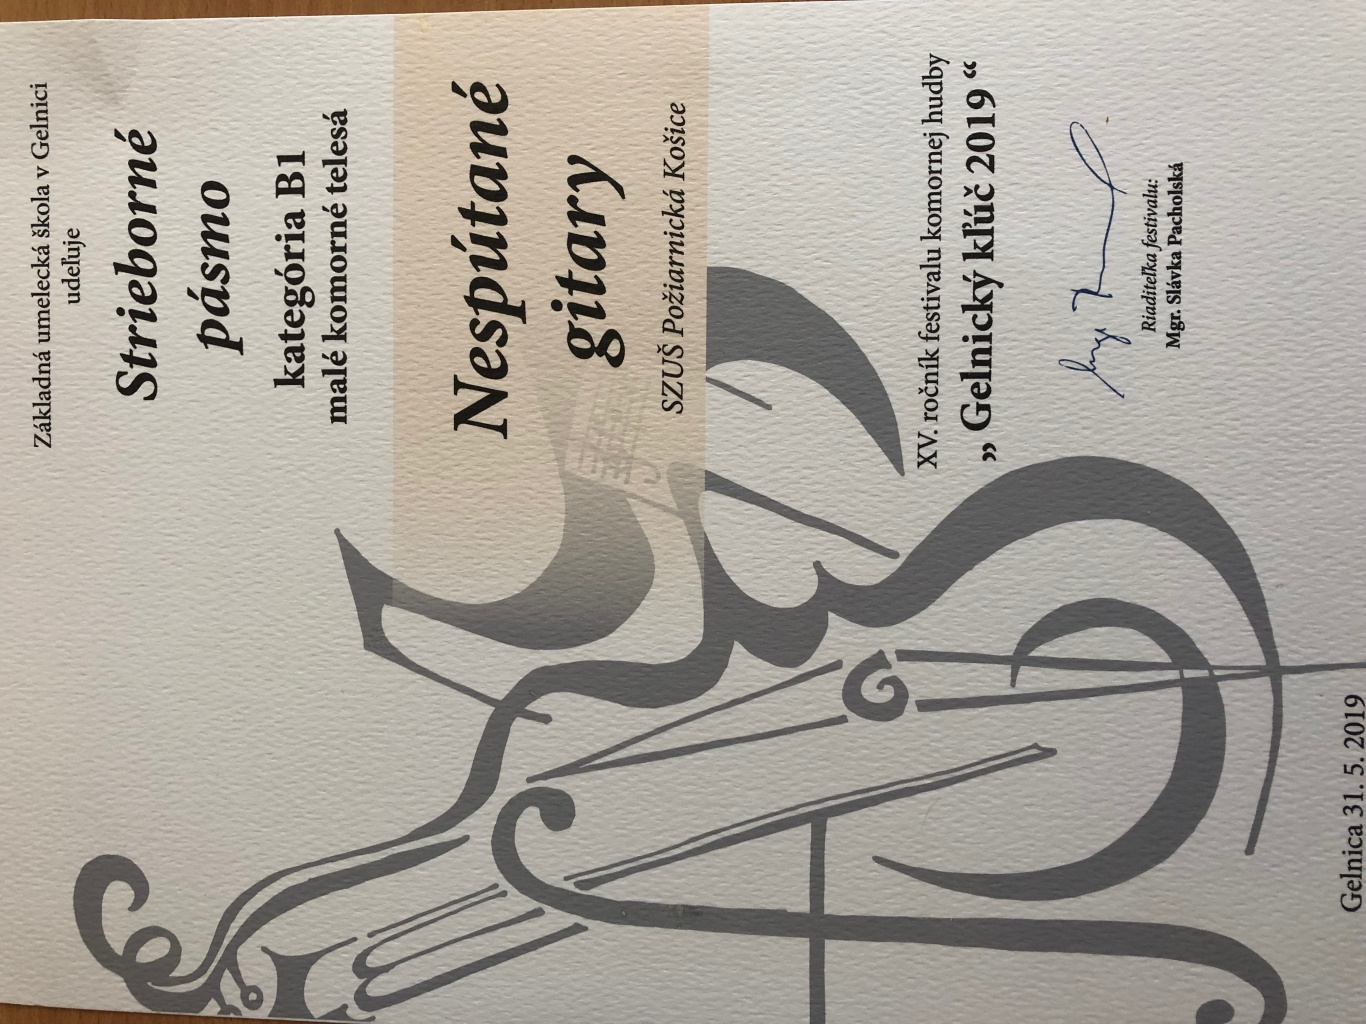 Základná umelecká škola v Gelnici
udeľuje
Strieborné
pásmo
kategória B1
malé komorné telesá
Nespútané
gitary
SZUŠ Požiarnická Košice
XV. ročník festivalu komornej hudby
„ Gelnický kľúč 2019 “
Riaditeľka festivalu:
Mgr. Slávka Pacholská
Gelnica 31. 5. 2019